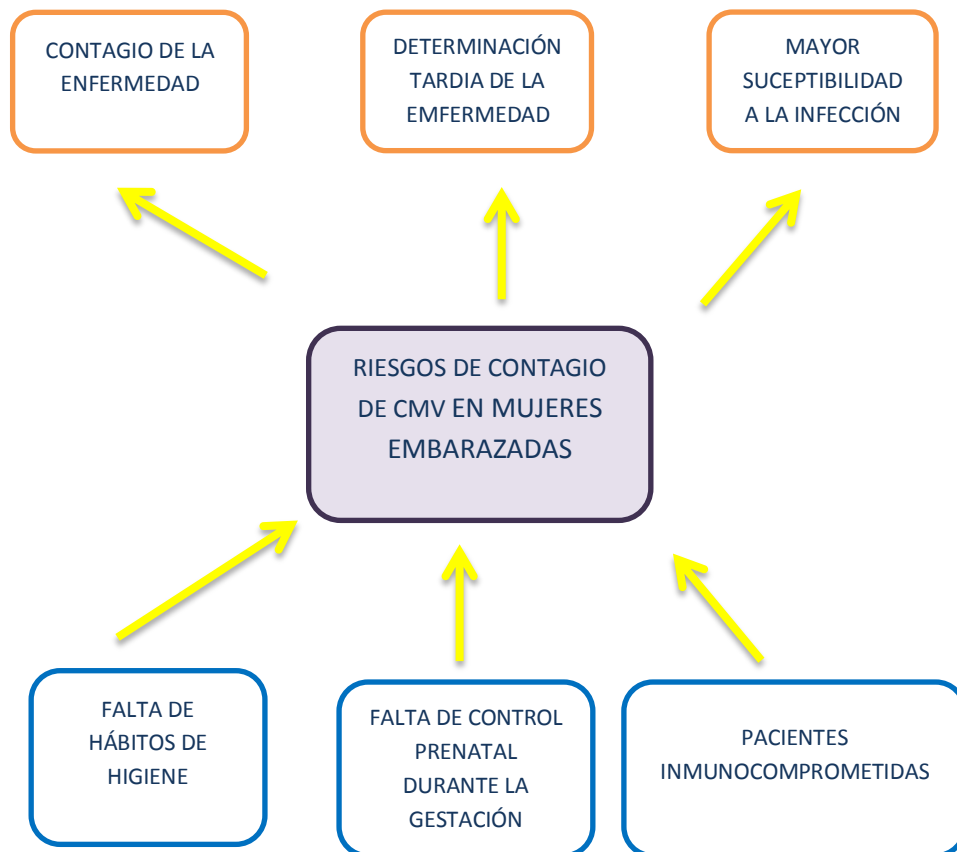 CONTAGIO DE LA
ENFERMEDAD
DETERMINACIÓN
TARDIA DE LA
EMFERMEDAD
MAYOR
SUCEPTIBILIDAD
A LA INFECCIÓN
RIESGOS DE CONTAGIO
DE CMV EN MUJERES
EMBARAZADAS
FALTA DE
HÁBITOS DE
HIGIENE
FALTA DE CONTROL
PRENATAL
DURANTE LA
GESTACIÓN
PACIENTES
INMUNOCOMPROMETIDAS